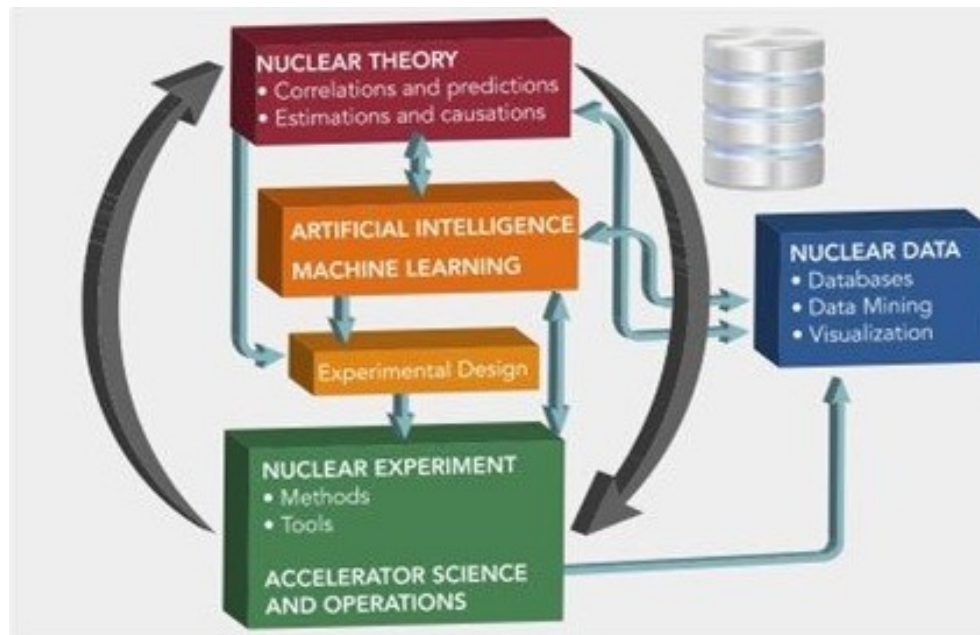 NUCLEAR THEORY
• Correlations and predictions
• Estimations and causations
ARTIFICIAL INTELLIGENCE
MACHINE LEARNING
NUCLEAR DATA
• Databases
• Data Mining
• Visualization
Experimental Design
NUCLEAR EXPERIMENT
• Methods
• Tools
ACCELERATOR SCIENCE
AND OPERATIONS